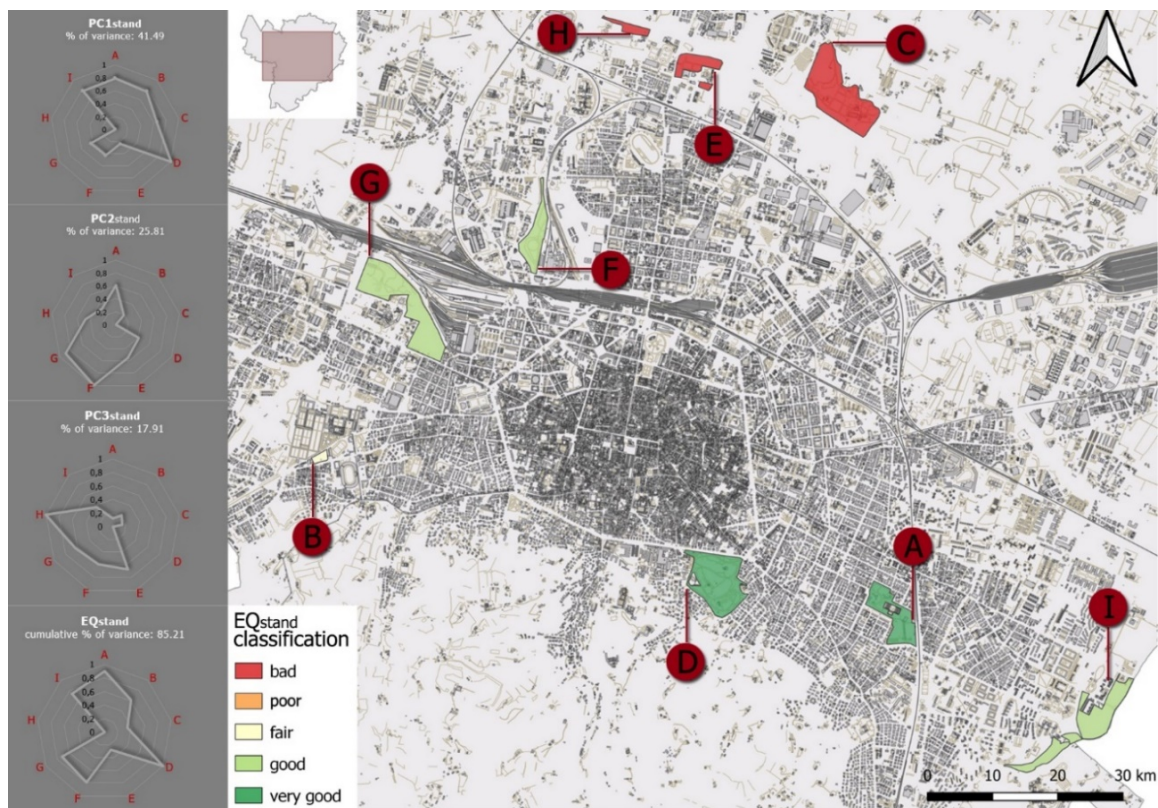 PC1stand
% of variance: 41.49
A
B
C
D
E
F
G
H
I
1
0,8
0,6
0,4
0,2
0
PC2stand
% of variance: 25.81
A
B
C
D
E
F
G
H
I
1
0,8
0,6
0,4
0,2
0
PC3stand
% of variance: 17.91
A
B
C
D
E
F
G
H
I
1
0,8
0,6
0,4
0,2
0
EQstand
cumulative % of variance: 85.21
A
B
C
D
E
F
G
H
I
1
0,8
0,6
0,4
0,2
0
EQstand
classification
bad
poor
fair
good
very good
H
C
E
G
F
B
A
D
I
0 10 20 30 km